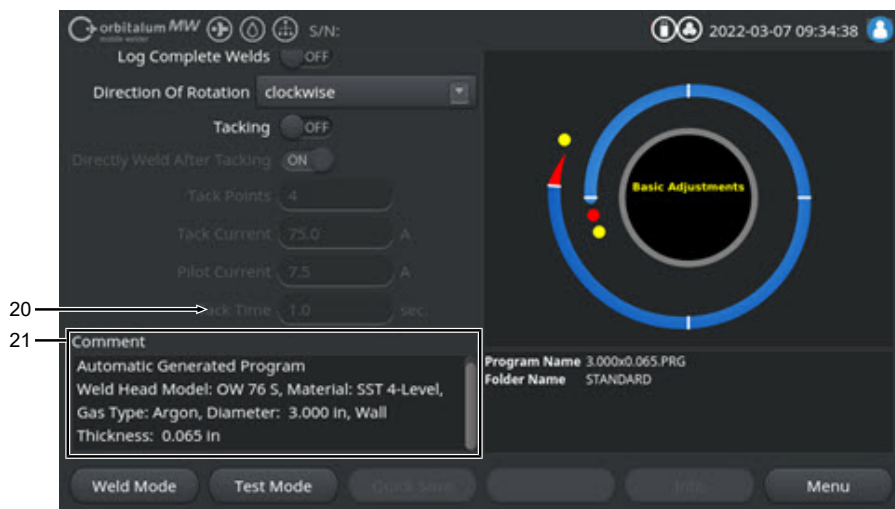 orbitalum MW S/N: 2022-03-07 09:34:38
mobile welder
Log Complete Welds OFF
Direction Of Rotation clockwise
Tacking OFF
Directly Weld After Tacking ON
Tack Points 4
Tack Current 75.0 A
Pilot Current 7.5 A
20
Tack Time 1.0 sec
21
Comment
Automatic Generated Program
Weld Head Model: OW 76 S, Material: SST 4-Level,
Gas Type: Argon, Diameter: 3.000 in, Wall
Thickness: 0.065 in
Basic Adjustments
Program Name 3.000x0.065.PRG
Folder Name STANDARD
Weld Mode
Test Mode
Quick Save
Info
Menu